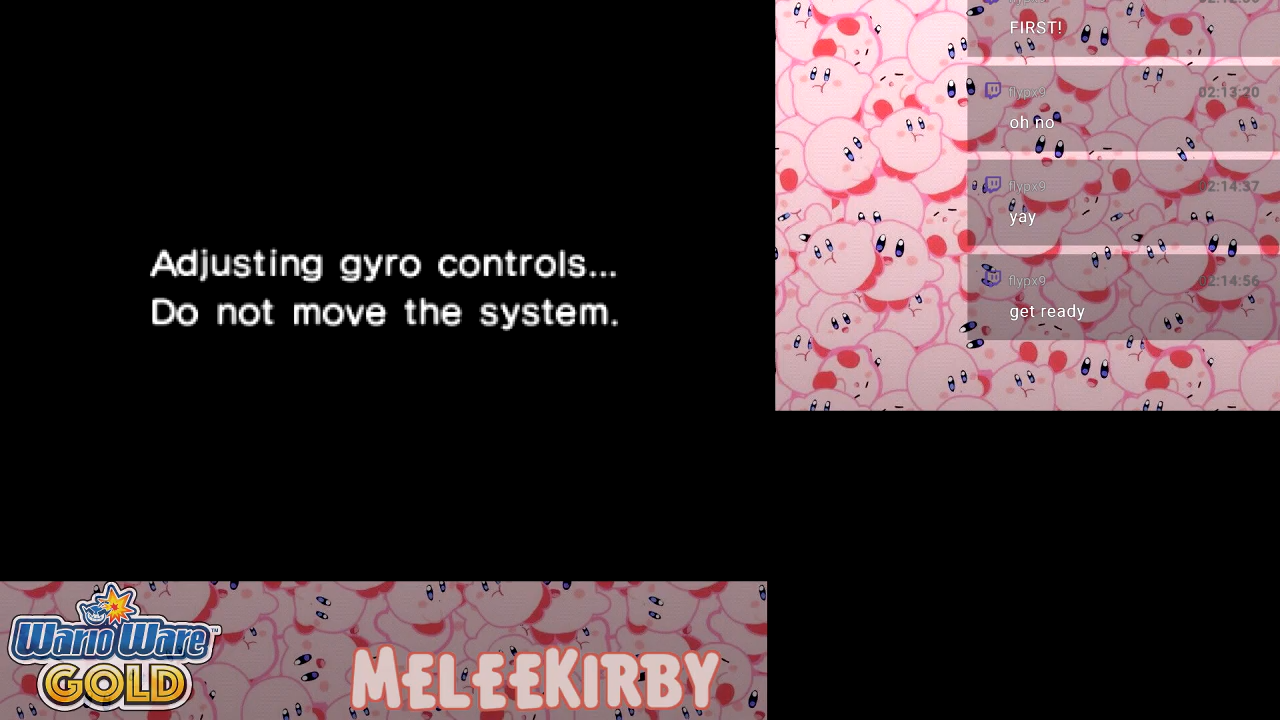 Adjusting gyro controls...
Do not move the system.
FIRST!
flypx9 02:13:20
oh no
flypx9 02:14:37
yay
flypx9 02:14:56
get ready
WarioWare™
GOLD
MELEEKIRBY